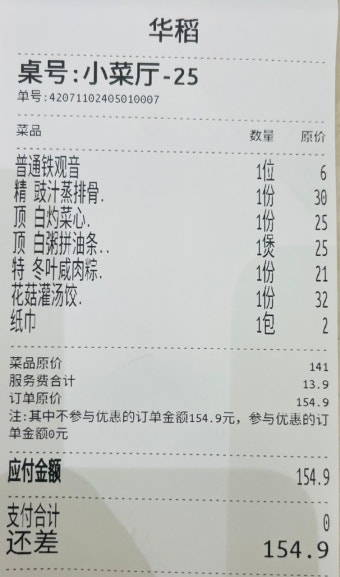 华稻
桌号:小菜厅-25
单号:42071102405010007
菜品 数量 原价
普通铁观音 1位 6
精 豉汁蒸排骨. 1份 30
顶 白灼菜心. 1份 25
顶 白粥拼油条.. 1煲 25
特 冬叶咸肉粽. 1份 21
花菇灌汤饺. 1份 32
纸巾 1包 2
菜品原价 141
服务费合计 13.9
订单原价 154.9
注:其中不参与优惠的订单金额154.9元，参与优惠的订
单金额0元
应付金额 154.9
支付合计 0
还差 154.9